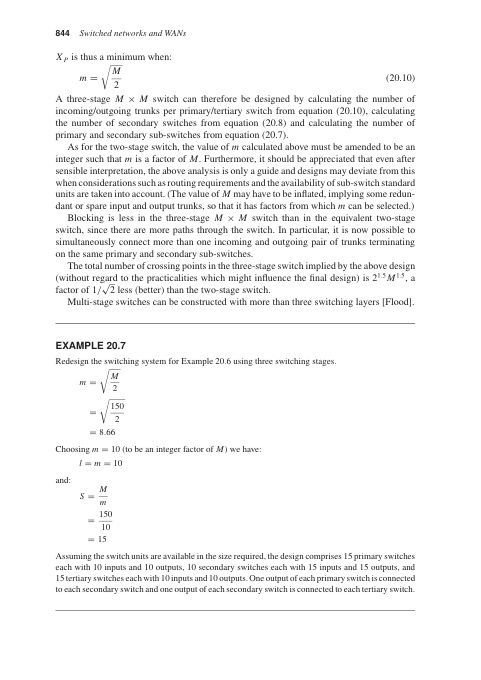 844 Switched networks and WANs
X_P is thus a minimum when:
m = √(M/2) (20.10)
A three-stage M × M switch can therefore be designed by calculating the number of
incoming/outgoing trunks per primary/tertiary switch from equation (20.10), calculating
the number of secondary switches from equation (20.8) and calculating the number of
primary and secondary sub-switches from equation (20.7).
As for the two-stage switch, the value of m calculated above must be amended to be an
integer such that m is a factor of M. Furthermore, it should be appreciated that even after
sensible interpretation, the above analysis is only a guide and designs may deviate from this
when considerations such as routing requirements and the availability of sub-switch standard
units are taken into account. (The value of M may have to be inflated, implying some redun-
dant or spare input and output trunks, so that it has factors from which m can be selected.)
Blocking is less in the three-stage M × M switch than in the equivalent two-stage
switch, since there are more paths through the switch. In particular, it is now possible to
simultaneously connect more than one incoming and outgoing pair of trunks terminating
on the same primary and secondary sub-switches.
The total number of crossing points in the three-stage switch implied by the above design
(without regard to the practicalities which might influence the final design) is 2^1.5 M^1.5, a
factor of 1/√2 less (better) than the two-stage switch.
Multi-stage switches can be constructed with more than three switching layers [Flood].
EXAMPLE 20.7
Redesign the switching system for Example 20.6 using three switching stages.
m = √(M/2)
= √(150/2)
= 8.66
Choosing m = 10 (to be an integer factor of M) we have:
l = m = 10
and:
S = M/m
= 150/10
= 15
Assuming the switch units are available in the size required, the design comprises 15 primary switches
each with 10 inputs and 10 outputs, 10 secondary switches each with 15 inputs and 15 outputs, and
15 tertiary switches each with 10 inputs and 10 outputs. One output of each primary switch is connected
to each secondary switch and one output of each secondary switch is connected to each tertiary switch.